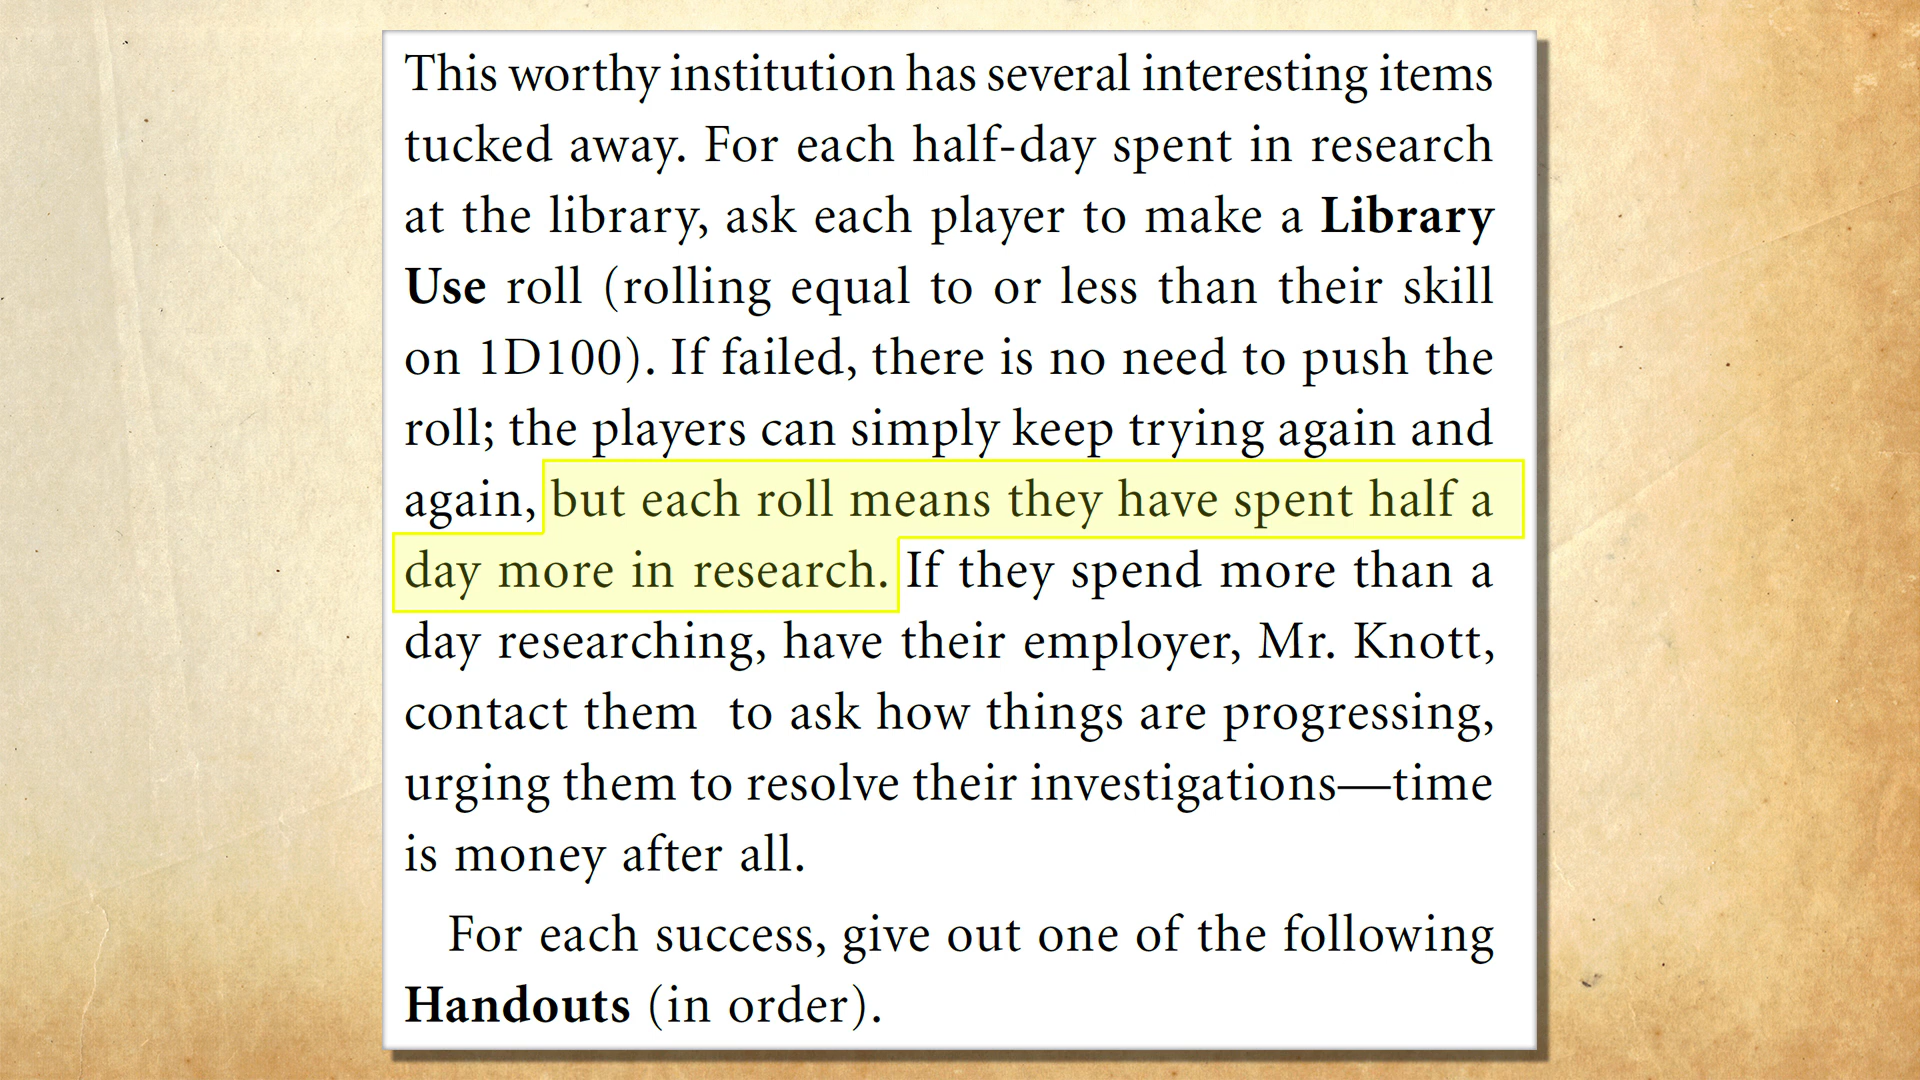 This worthy institution has several interesting items
tucked away. For each half-day spent in research
at the library, ask each player to make a Library
Use roll (rolling equal to or less than their skill
on 1D100). If failed, there is no need to push the
roll; the players can simply keep trying again and
again, but each roll means they have spent half a
day more in research. If they spend more than a
day researching, have their employer, Mr. Knott,
contact them  to ask how things are progressing,
urging them to resolve their investigations—time
is money after all.
For each success, give out one of the following
Handouts (in order).